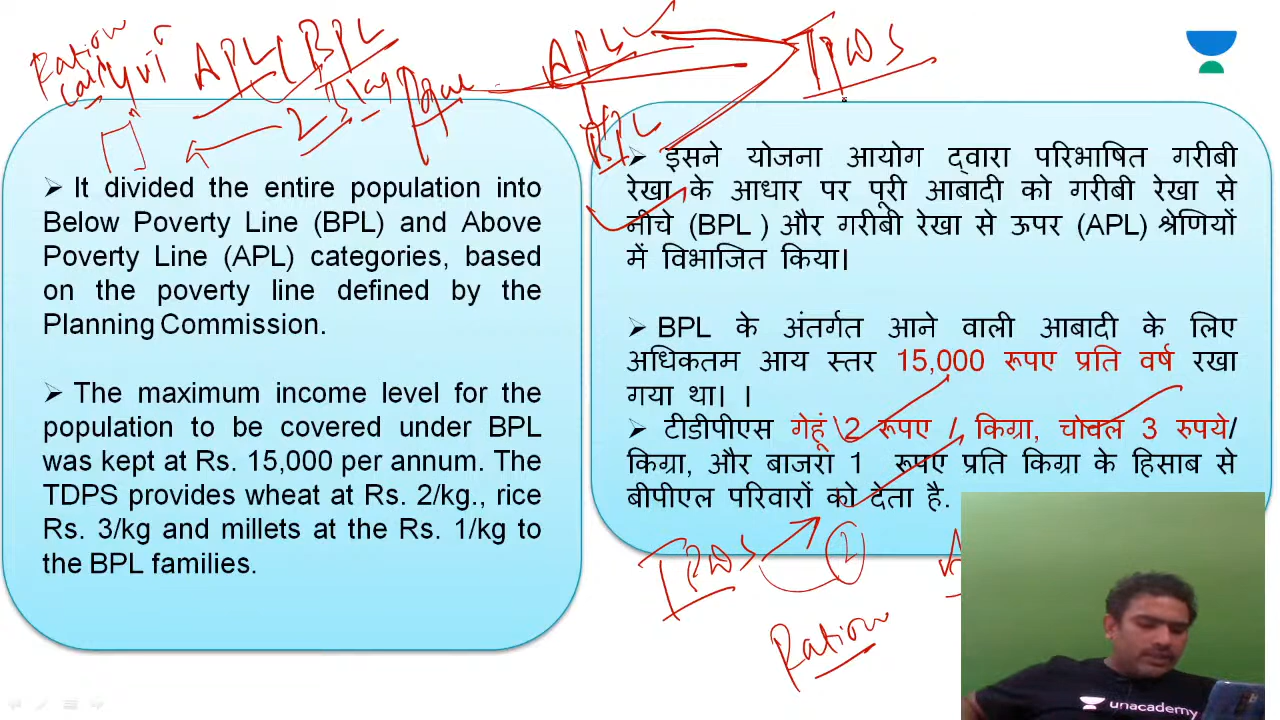 Ration
Card
APL
BPL
APL
BPL
➢ It divided the entire population into
Below Poverty Line (BPL) and Above
Poverty Line (APL) categories, based
on the poverty line defined by the
Planning Commission.
➢ The maximum income level for the
population to be covered under BPL
was kept at Rs. 15,000 per annum. The
TDPS provides wheat at Rs. 2/kg., rice
Rs. 3/kg and millets at the Rs. 1/kg to
the BPL families.
➢ इसने योजना आयोग द्वारा परिभाषित गरीबी
रेखा के आधार पर पूरी आबादी को गरीबी रेखा से
नीचे (BPL ) और गरीबी रेखा से ऊपर (APL) श्रेणियों
में विभाजित किया।
➢ BPL के अंतर्गत आने वाली आबादी के लिए
अधिकतम आय स्तर 15,000 रूपए प्रति वर्ष रखा
गया था। ।
➢ टीडीपीएस गेहूं 2 रूपए / किग्रा, चावल 3 रुपये/
किग्रा, और बाजरा 1 रूपए प्रति किग्रा के हिसाब से
बीपीएल परिवारों को देता है.
2
Ration
unacademy